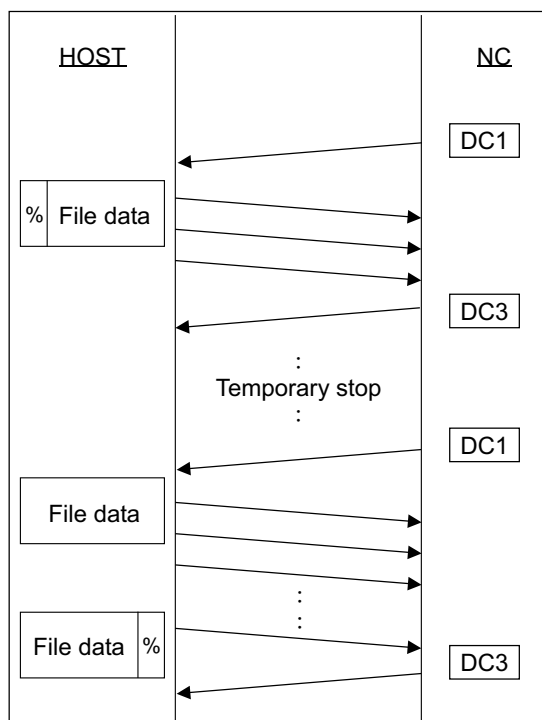 HOST
NC
DC1
% File data
DC3
:
Temporary stop
:
DC1
File data
:
:
File data %
DC3